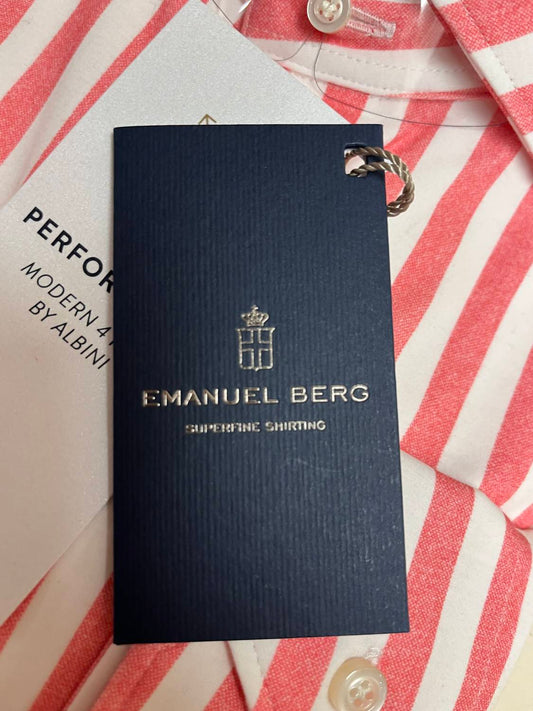 PERFOR
MODERN 4
BY ALBINI
EMANUEL BERG
SUPERFINE SHIRTING